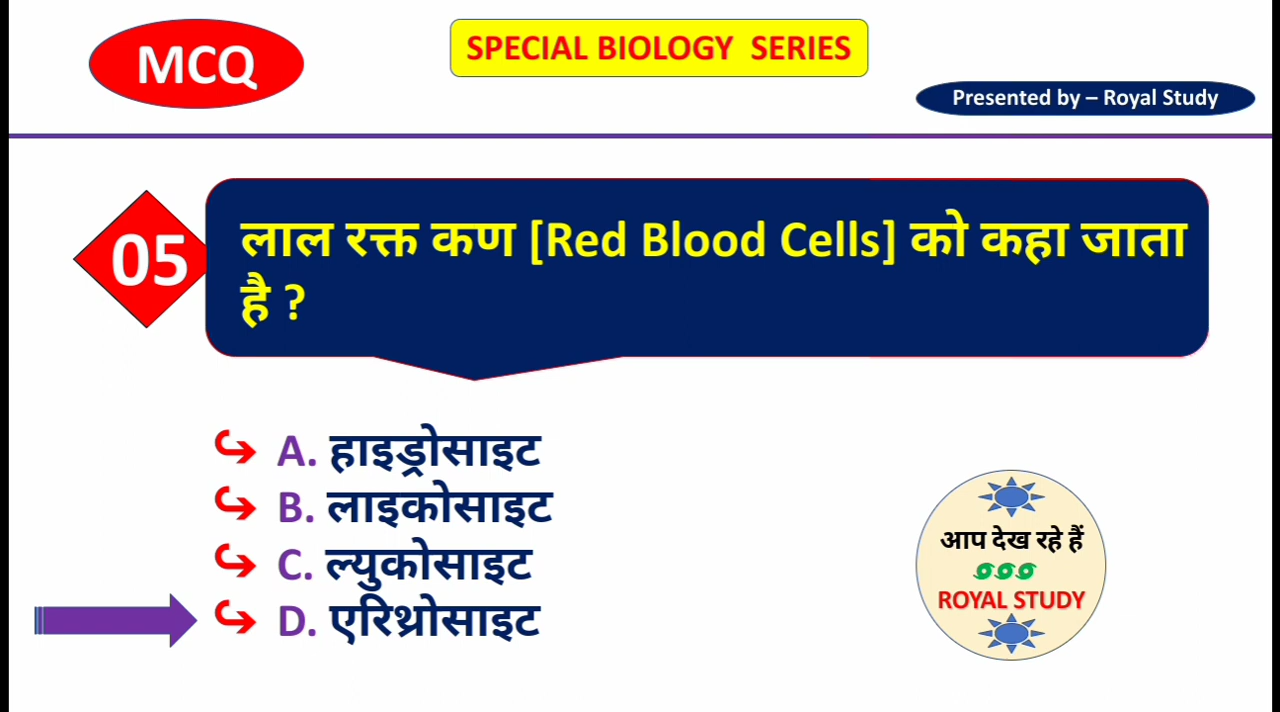 MCQ
SPECIAL BIOLOGY SERIES
Presented by – Royal Study
05
लाल रक्त कण [Red Blood Cells] को कहा जाता
है ?
A. हाइड्रोसाइट
B. लाइकोसाइट
C. ल्युकोसाइट
D. एरिथ्रोसाइट
आप देख रहे हैं
ROYAL STUDY